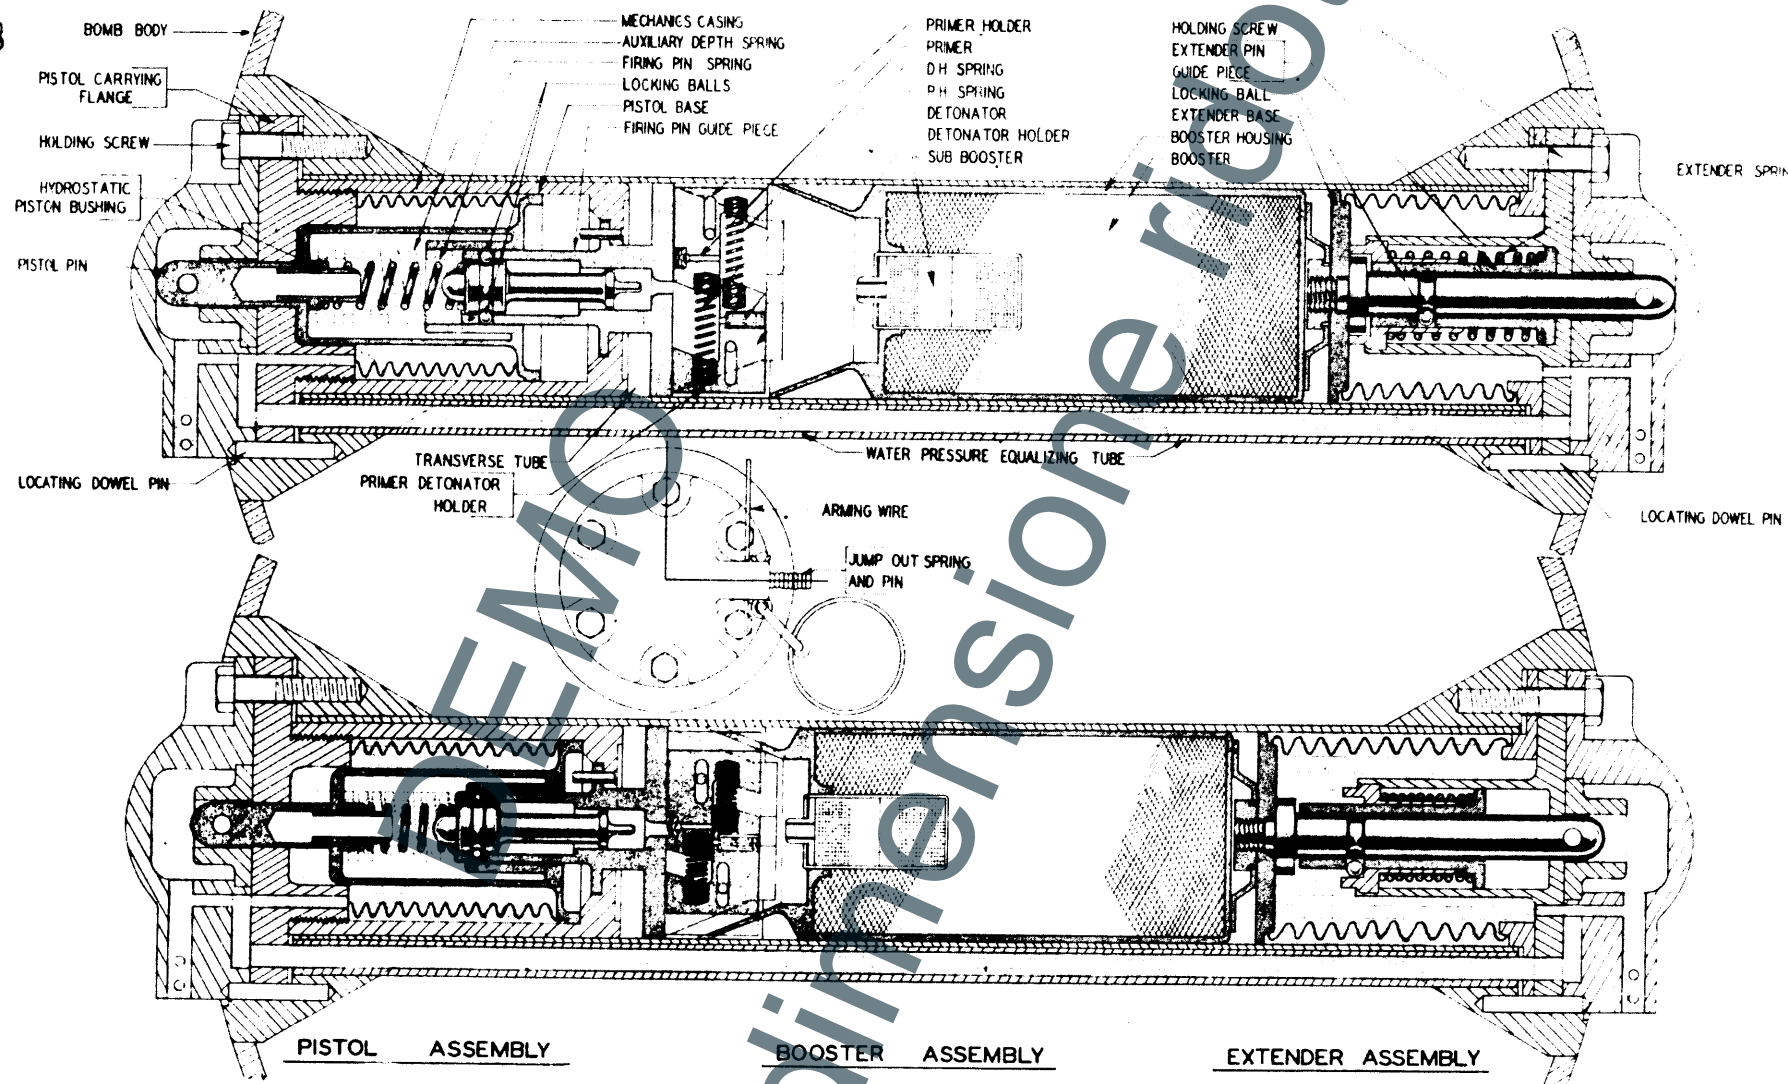 BOMB BODY
PISTOL CARRYING
FLANGE
HOLDING SCREW
HYDROSTATIC
PISTON BUSHING
PISTOL PIN
LOCATING DOWEL PIN
MECHANICS CASING
AUXILIARY DEPTH SPRING
FIRING PIN SPRING
LOCKING BALLS
PISTOL BASE
FIRING PIN GUIDE PIECE
PRIMER HOLDER
PRIMER
D H SPRING
P H SPRING
DETONATOR
DETONATOR HOLDER
SUB BOOSTER
HOLDING SCREW
EXTENDER PIN
GUIDE PIECE
LOCKING BALL
EXTENDER BASE
BOOSTER HOUSING
BOOSTER
EXTENDER SPRIN
TRANSVERSE TUBE
PRIMER DETONATOR
HOLDER
WATER PRESSURE EQUALIZING TUBE
ARMING WIRE
JUMP OUT SPRING
AND PIN
LOCATING DOWEL PIN
PISTOL ASSEMBLY
BOOSTER ASSEMBLY
EXTENDER ASSEMBLY
DEMO
dimensione